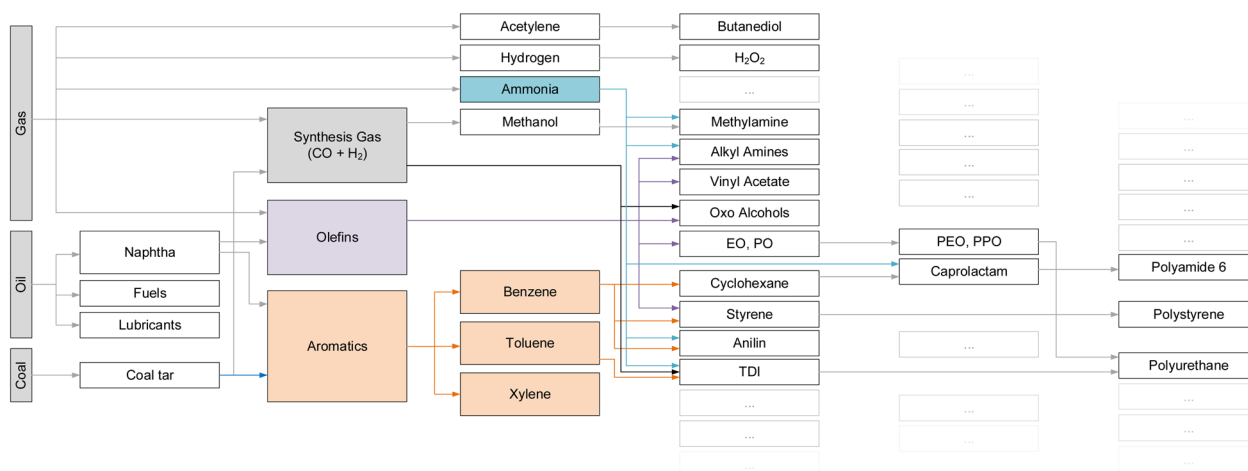 Gas
Oil
Coal
Naphtha
Fuels
Lubricants
Coal tar
Synthesis Gas
(CO + H₂)
Olefins
Aromatics
Acetylene
Hydrogen
Ammonia
Methanol
Benzene
Toluene
Xylene
Butanediol
H₂O₂
...
Methylamine
Alkyl Amines
Vinyl Acetate
Oxo Alcohols
EO, PO
Cyclohexane
Styrene
Anilin
TDI
...
...
...
...
...
...
...
...
PEO, PPO
Caprolactam
...
...
...
...
...
...
...
...
Polyamide 6
Polystyrene
Polyurethane
...
...
...